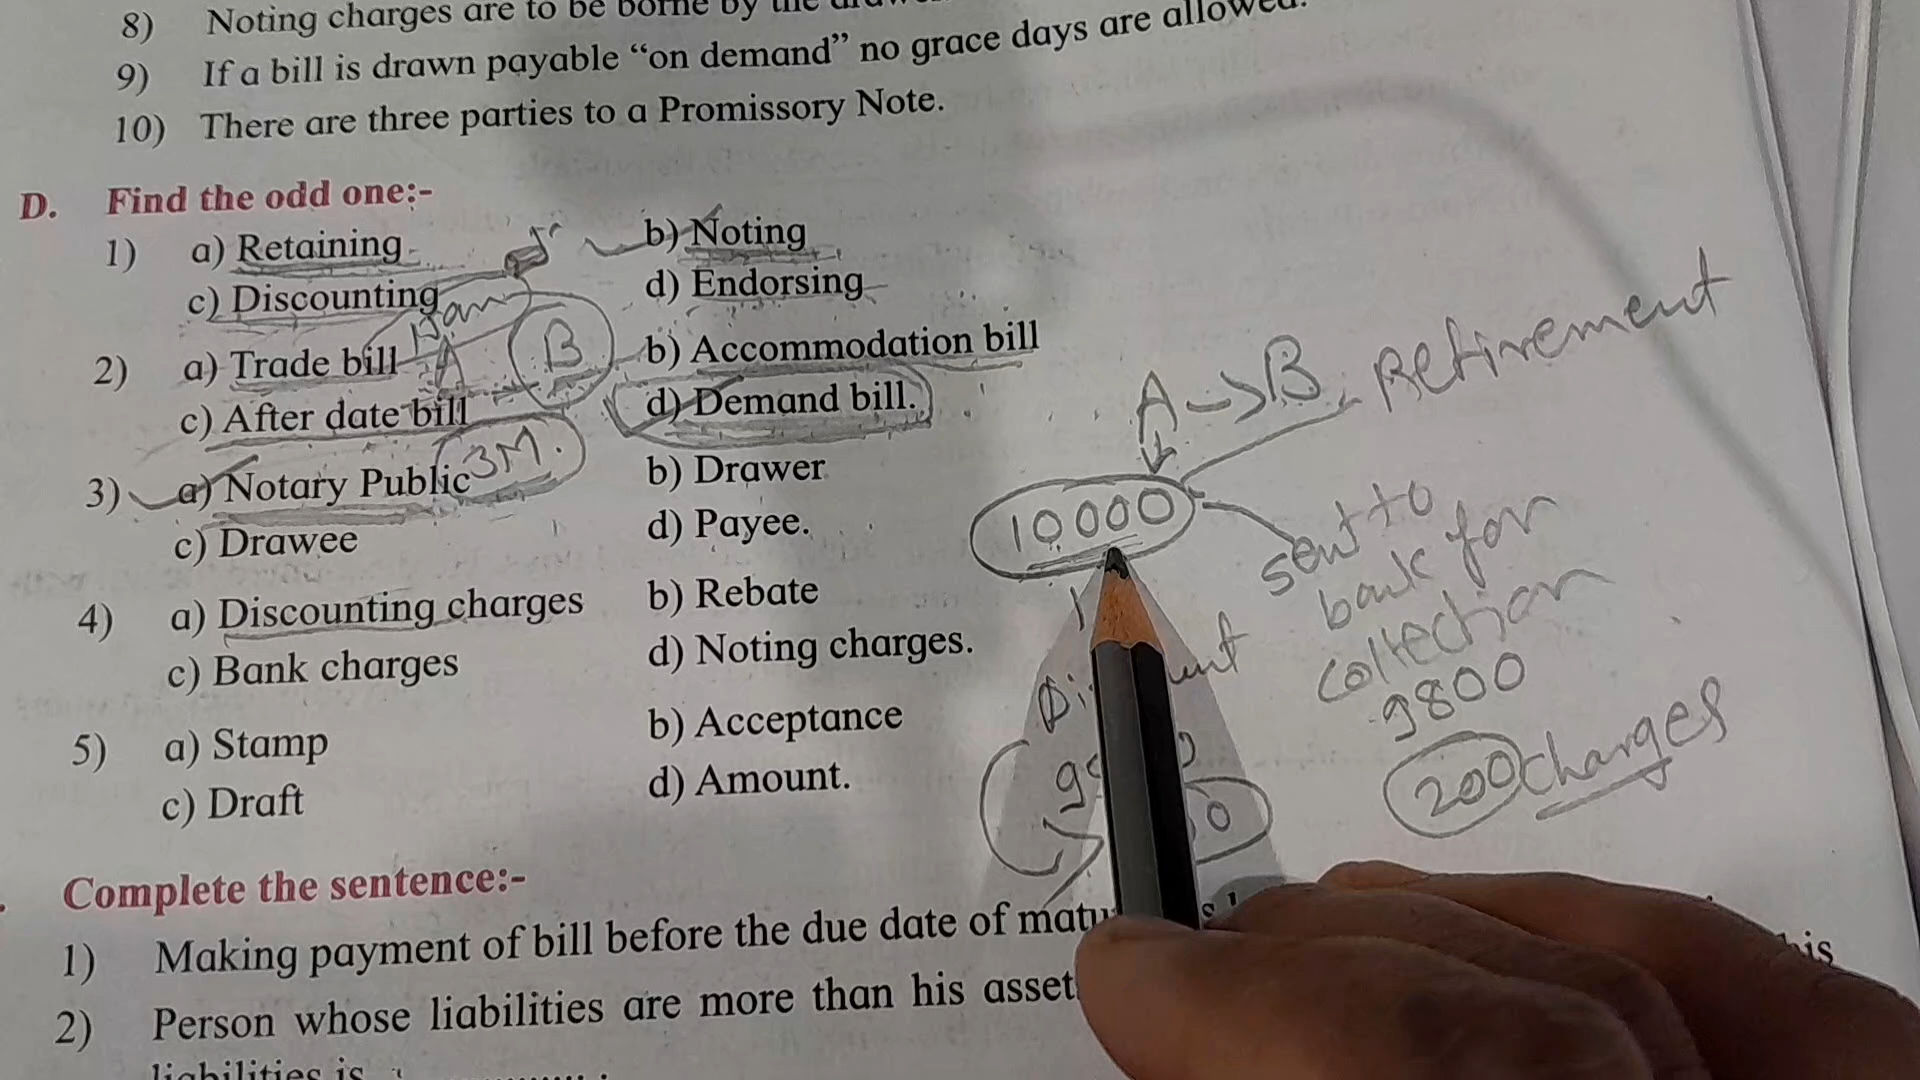 8) Noting charges are to be borne by the
9) If a bill is drawn payable “on demand” no grace days are allowed.
10) There are three parties to a Promissory Note.
D. Find the odd one:-
1) a) Retaining b) Noting
c) Discounting d) Endorsing
2) a) Trade bill b) Accommodation bill
A B
c) After date bill d) Demand bill.
3M.
3) a) Notary Public b) Drawer
c) Drawee d) Payee.
4) a) Discounting charges b) Rebate
c) Bank charges d) Noting charges.
5) a) Stamp b) Acceptance
c) Draft d) Amount.
A -> B Retirement
10000
sent to
bank for
collection
9800
200 charges
Complete the sentence:-
1) Making payment of bill before the due date of
2) Person whose liabilities are more than his
liabilities is